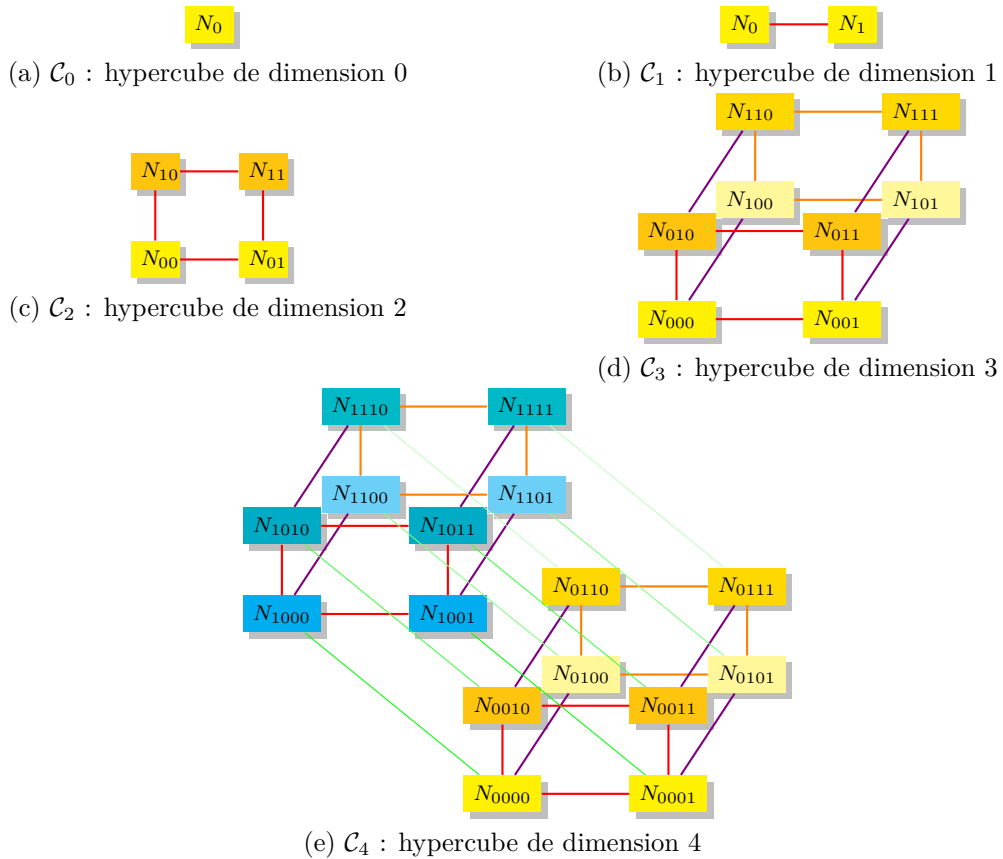 N₀
(a) 𝒞₀ : hypercube de dimension 0
N₀ N₁
(b) 𝒞₁ : hypercube de dimension 1
N₁₀ N₁₁
N₀₀ N₀₁
(c) 𝒞₂ : hypercube de dimension 2
N₁₁₀ N₁₁₁
N₁₀₀ N₁₀₁
N₀₁₀ N₀₁₁
N₀₀₀ N₀₀₁
(d) 𝒞₃ : hypercube de dimension 3
N₁₁₁₀ N₁₁₁₁
N₁₁₀₀ N₁₁₀₁
N₁₀₁₀ N₁₀₁₁
N₀₁₁₀ N₀₁₁₁
N₁₀₀₀ N₁₀₀₁
N₀₁₀₀ N₀₁₀₁
N₀₀₁₀ N₀₀₁₁
N₀₀₀₀ N₀₀₀₁
(e) 𝒞₄ : hypercube de dimension 4